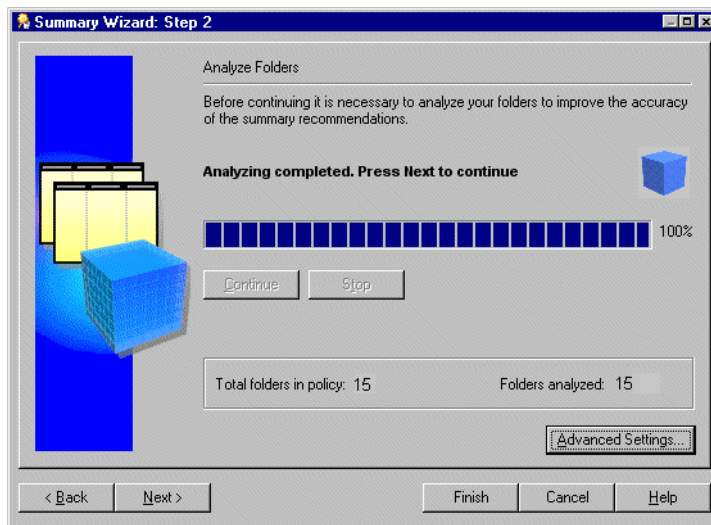 Summary Wizard: Step 2
Analyze Folders
Before continuing it is necessary to analyze your folders to improve the accuracy
of the summary recommendations.
Analyzing completed. Press Next to continue
100%
Continue Stop
Total folders in policy: 15 Folders analyzed: 15
Advanced Settings...
< Back Next > Finish Cancel Help